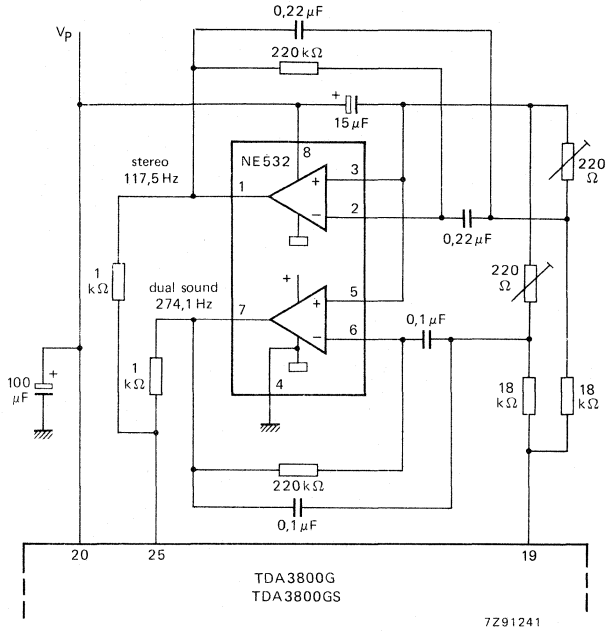 0,22 µF
V_P
220 kΩ
+
15 µF
NE532
8
stereo
117,5 Hz
1
+
3
−
2
220
Ω
0,22 µF
1
kΩ
dual sound
274,1 Hz
+
220
Ω
7
+
5
−
6
0,1 µF
100
µF
+
1
kΩ
4
18
kΩ
18
kΩ
220 kΩ
0,1 µF
20
25
19
TDA3800G
TDA3800GS
7Z91241